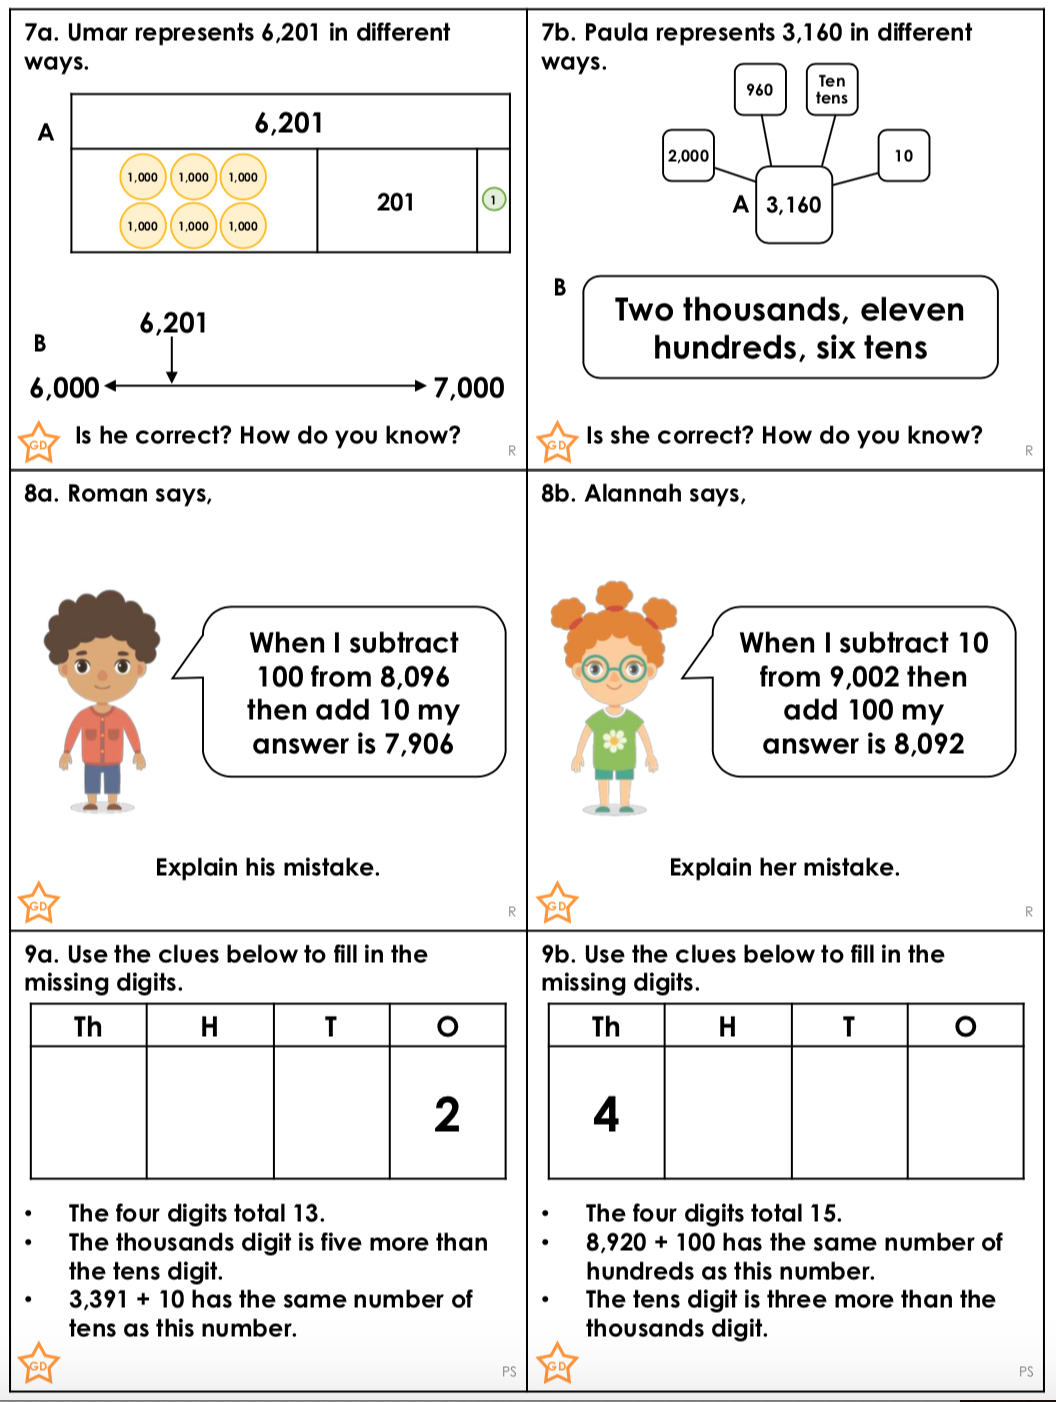 7a. Umar represents 6,201 in different
ways.
A
6,201
1,000 1,000 1,000
1,000 1,000 1,000
201
1
6,201
B
6,000 7,000
GD
Is he correct? How do you know?
R
7b. Paula represents 3,160 in different
ways.
960
Ten
tens
2,000
10
A
3,160
B
Two thousands, eleven
hundreds, six tens
GD
Is she correct? How do you know?
R
8a. Roman says,
When I subtract
100 from 8,096
then add 10 my
answer is 7,906
Explain his mistake.
GD
R
8b. Alannah says,
When I subtract 10
from 9,002 then
add 100 my
answer is 8,092
Explain her mistake.
GD
R
9a. Use the clues below to fill in the
missing digits.
Th H T O
2
• The four digits total 13.
• The thousands digit is five more than
the tens digit.
• 3,391 + 10 has the same number of
tens as this number.
GD
PS
9b. Use the clues below to fill in the
missing digits.
Th H T O
4
• The four digits total 15.
• 8,920 + 100 has the same number of
hundreds as this number.
• The tens digit is three more than the
thousands digit.
GD
PS